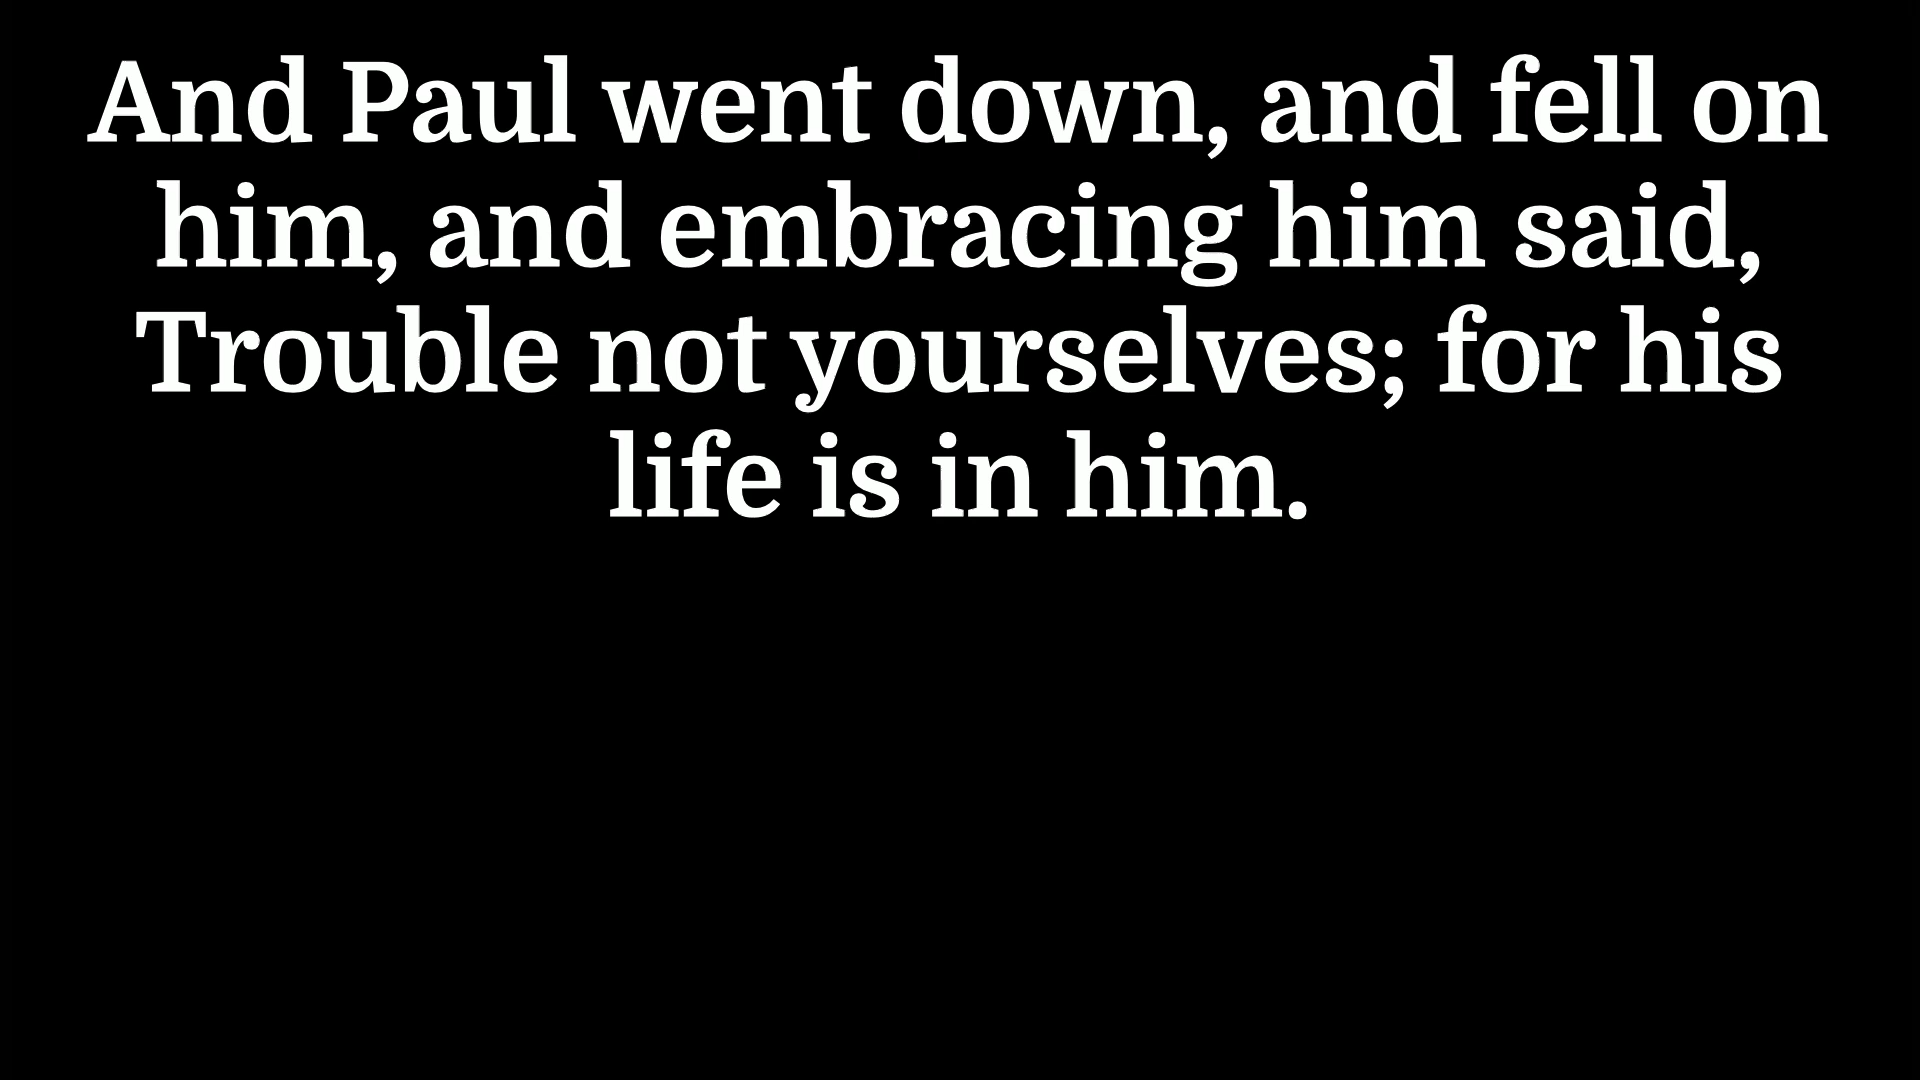 And Paul went down, and fell on
him, and embracing him said,
Trouble not yourselves; for his
life is in him.